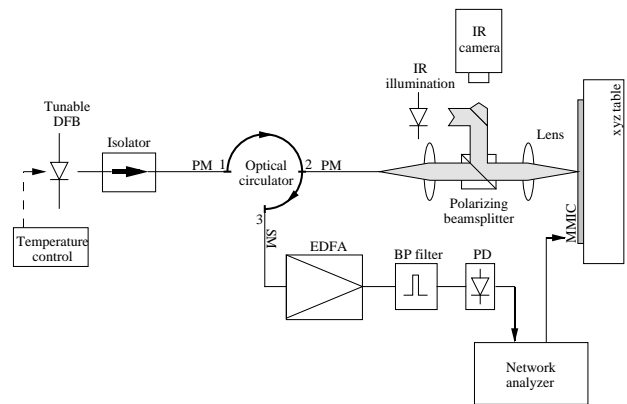 IR
camera
IR
illumination
Tunable
DFB
Isolator
Lens
xyz table
PM 1
Optical
circulator
2 PM
3
Polarizing
beamsplitter
MMIC
SM
Temperature
control
EDFA
BP filter
PD
Network
analyzer